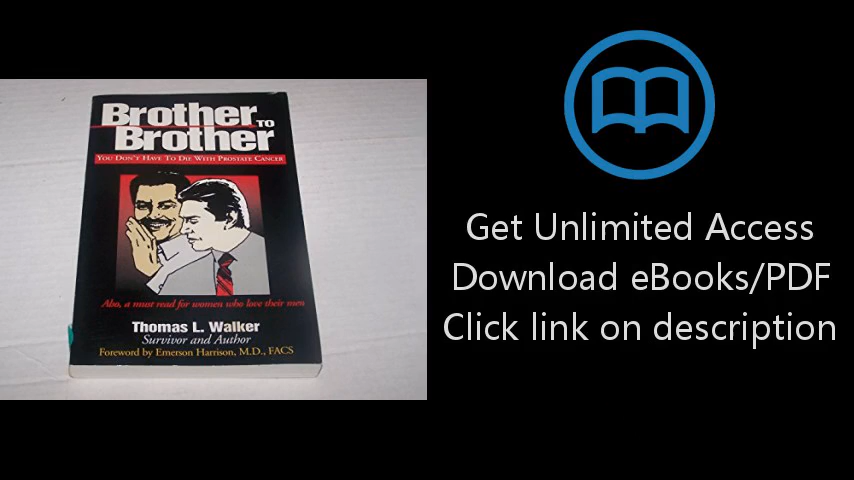 Brother TO
Brother
YOU DON'T HAVE TO DIE WITH PROSTATE CANCER
Also, a must read for women who love their men
Thomas L. Walker
Survivor and Author
Foreword by Emerson Harrison, M.D., FACS
Get Unlimited Access
Download eBooks/PDF
Click link on description